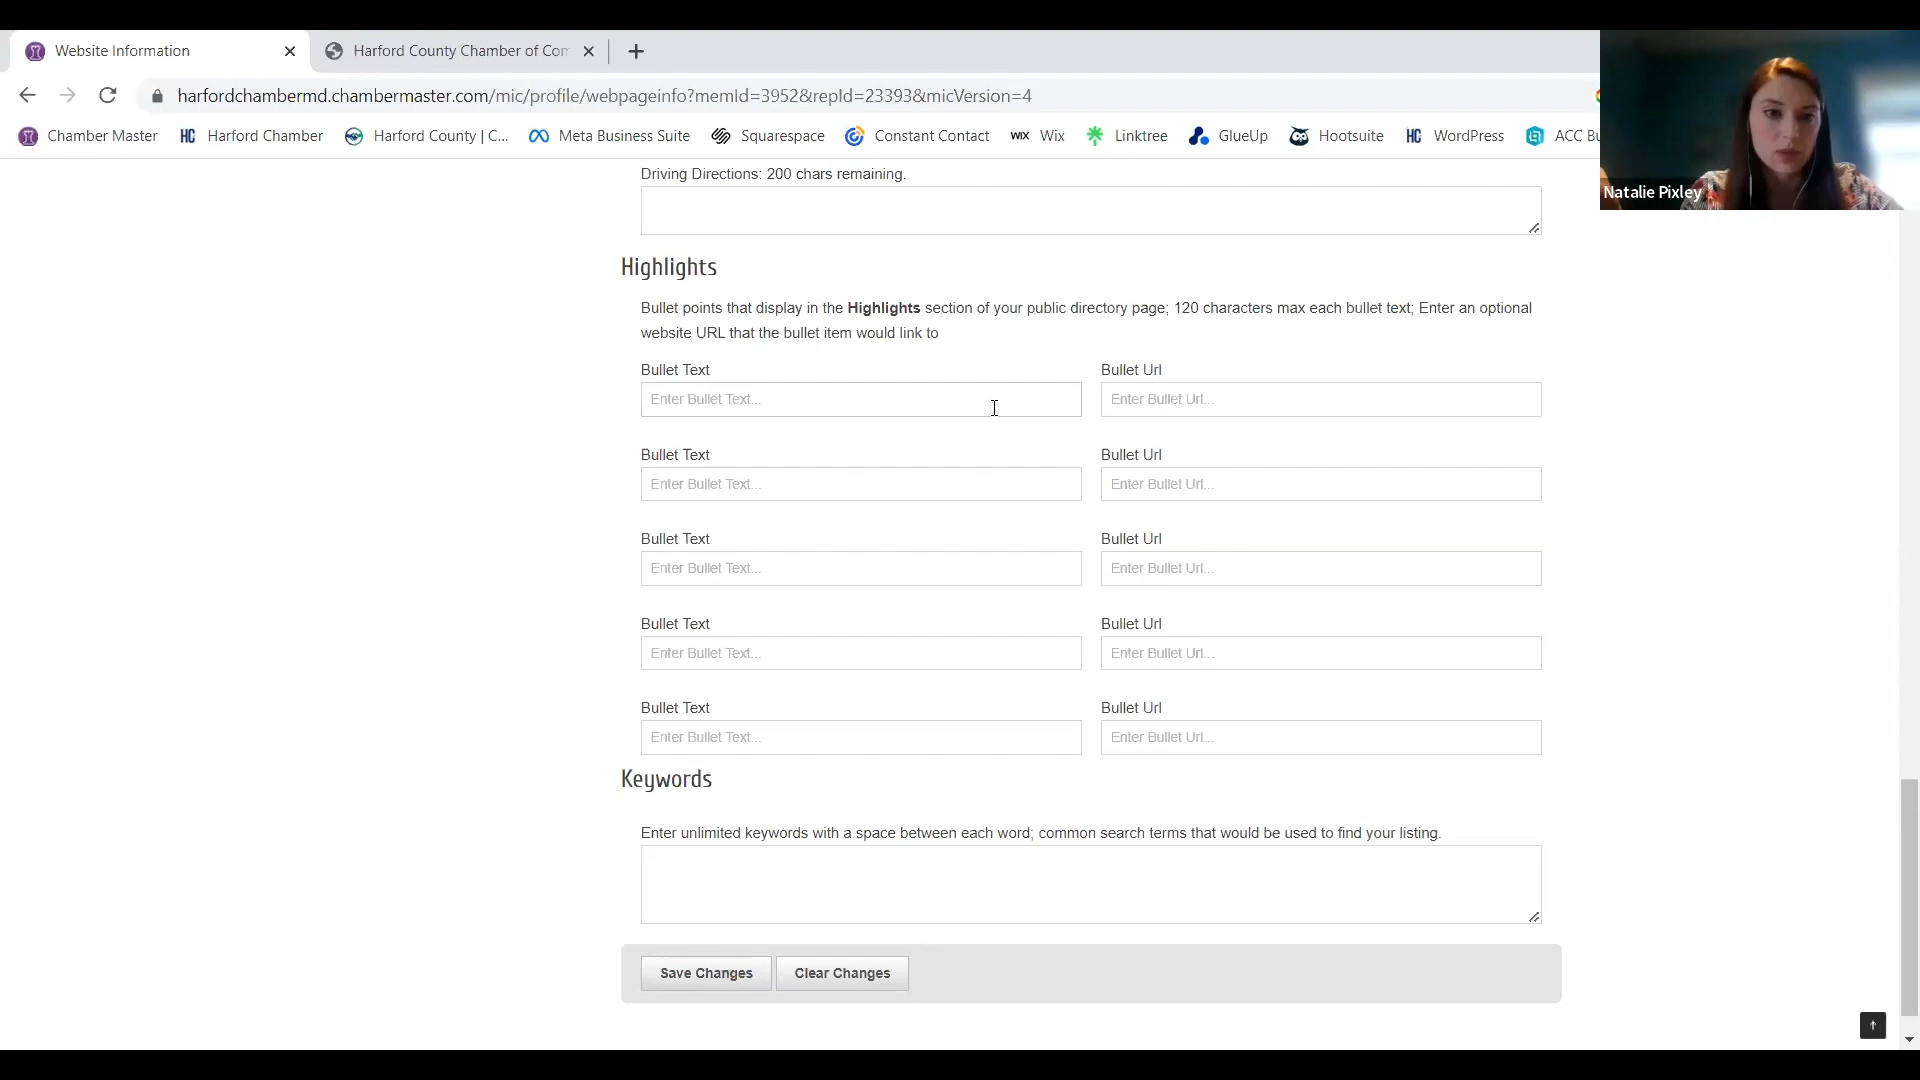 Website Information
Harford County Chamber of Com
harfordchambermd.chambermaster.com/mic/profile/webpageinfo?memId=3952&repId=23393&micVersion=4
Chamber Master HC Harford Chamber Harford County | C... Meta Business Suite Squarespace Constant Contact WIX Wix Linktree GlueUp Hootsuite HC WordPress ACC Bu
Natalie Pixley
Driving Directions: 200 chars remaining.
Highlights
Bullet points that display in the Highlights section of your public directory page; 120 characters max each bullet text; Enter an optional
website URL that the bullet item would link to
Bullet Text Bullet Url
Enter Bullet Text... Enter Bullet Url...
Bullet Text Bullet Url
Enter Bullet Text... Enter Bullet Url...
Bullet Text Bullet Url
Enter Bullet Text... Enter Bullet Url...
Bullet Text Bullet Url
Enter Bullet Text... Enter Bullet Url...
Bullet Text Bullet Url
Enter Bullet Text... Enter Bullet Url...
Keywords
Enter unlimited keywords with a space between each word; common search terms that would be used to find your listing.
Save Changes Clear Changes